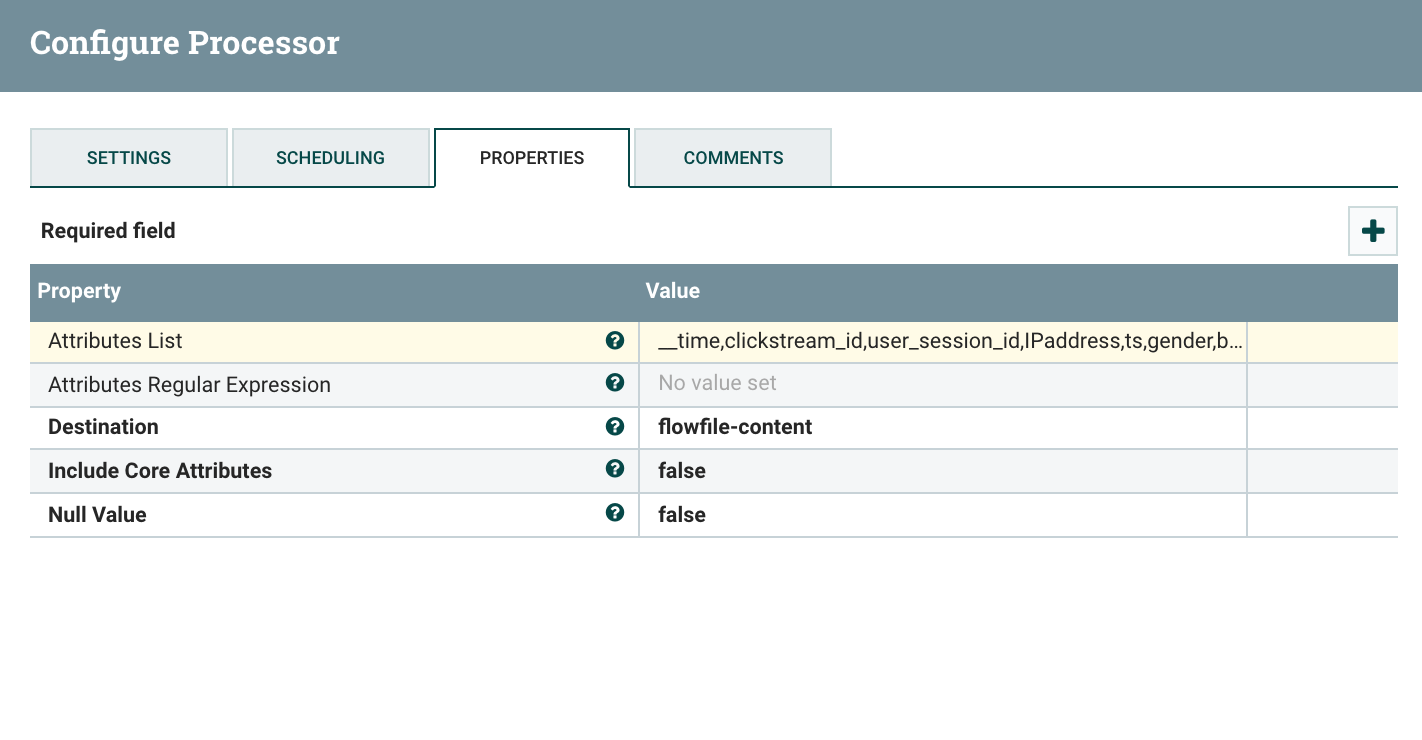 Configure Processor
SETTINGS SCHEDULING PROPERTIES COMMENTS
Required field
Property Value
Attributes List __time,clickstream_id,user_session_id,IPaddress,ts,gender,b...
Attributes Regular Expression No value set
Destination flowfile-content
Include Core Attributes false
Null Value false